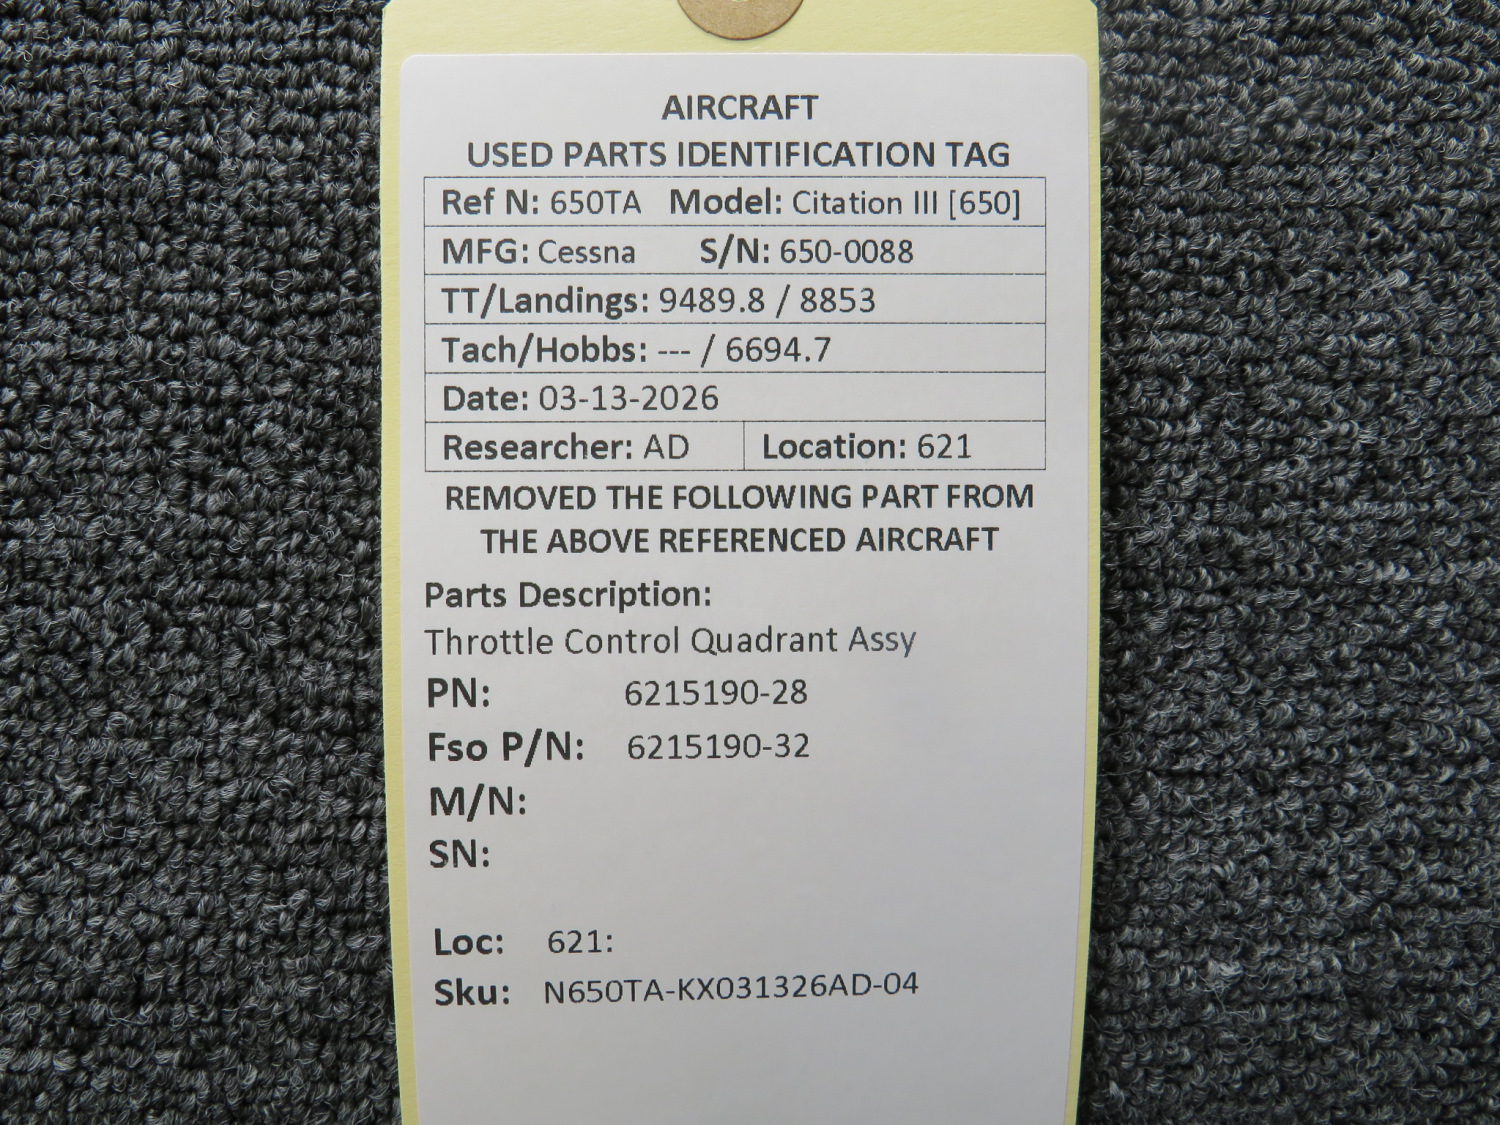 AIRCRAFT
USED PARTS IDENTIFICATION TAG
Ref N: 650TA Model: Citation III [650]
MFG: Cessna S/N: 650-0088
TT/Landings: 9489.8 / 8853
Tach/Hobbs: --- / 6694.7
Date: 03-13-2026
Researcher: AD Location: 621
REMOVED THE FOLLOWING PART FROM
THE ABOVE REFERENCED AIRCRAFT
Parts Description:
Throttle Control Quadrant Assy
PN: 6215190-28
Fso P/N: 6215190-32
M/N:
SN:
Loc: 621:
Sku: N650TA-KX031326AD-04